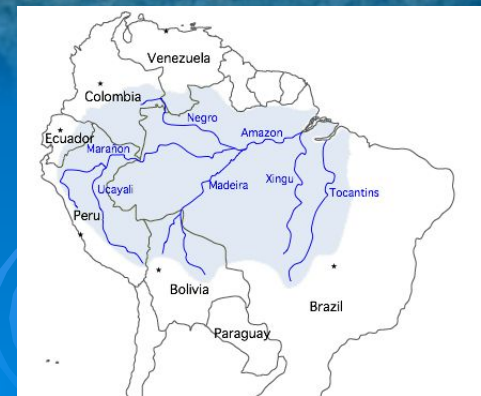 Venezuela
Colombia
Negro
Ecuador
Amazon
Marañon
Ucayali
Madeira
Xingu
Tocantins
Peru
Bolivia
Brazil
Paraguay